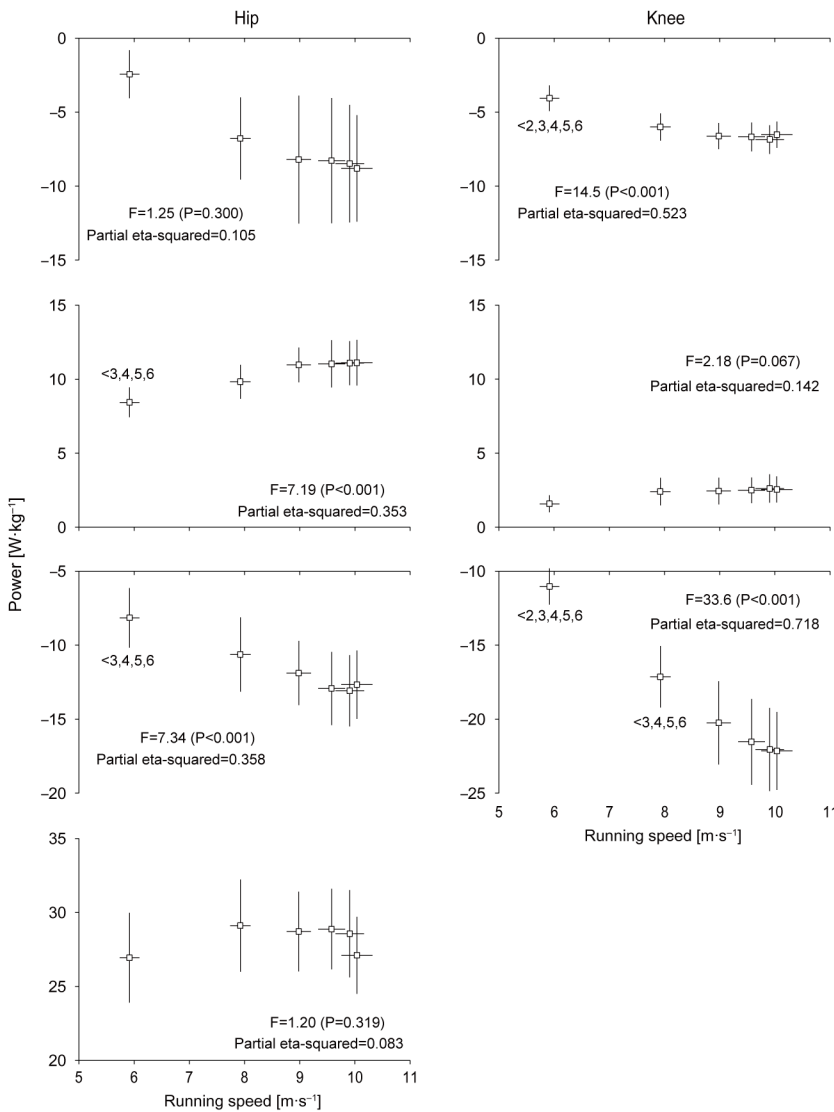 Hip
Knee
0
–5
–10
–15
F=1.25 (P=0.300)
Partial eta-squared=0.105
0
–5
–10
–15
<2,3,4,5,6
F=14.5 (P<0.001)
Partial eta-squared=0.523
15
10
5
0
<3,4,5,6
F=7.19 (P<0.001)
Partial eta-squared=0.353
15
10
5
0
F=2.18 (P=0.067)
Partial eta-squared=0.142
Power [W·kg⁻¹]
–5
–10
–15
–20
<3,4,5,6
F=7.34 (P<0.001)
Partial eta-squared=0.358
–10
–15
–20
–25
<2,3,4,5,6
F=33.6 (P<0.001)
Partial eta-squared=0.718
<3,4,5,6
5 6 7 8 9 10 11
Running speed [m·s⁻¹]
35
30
25
20
F=1.20 (P=0.319)
Partial eta-squared=0.083
5 6 7 8 9 10 11
Running speed [m·s⁻¹]